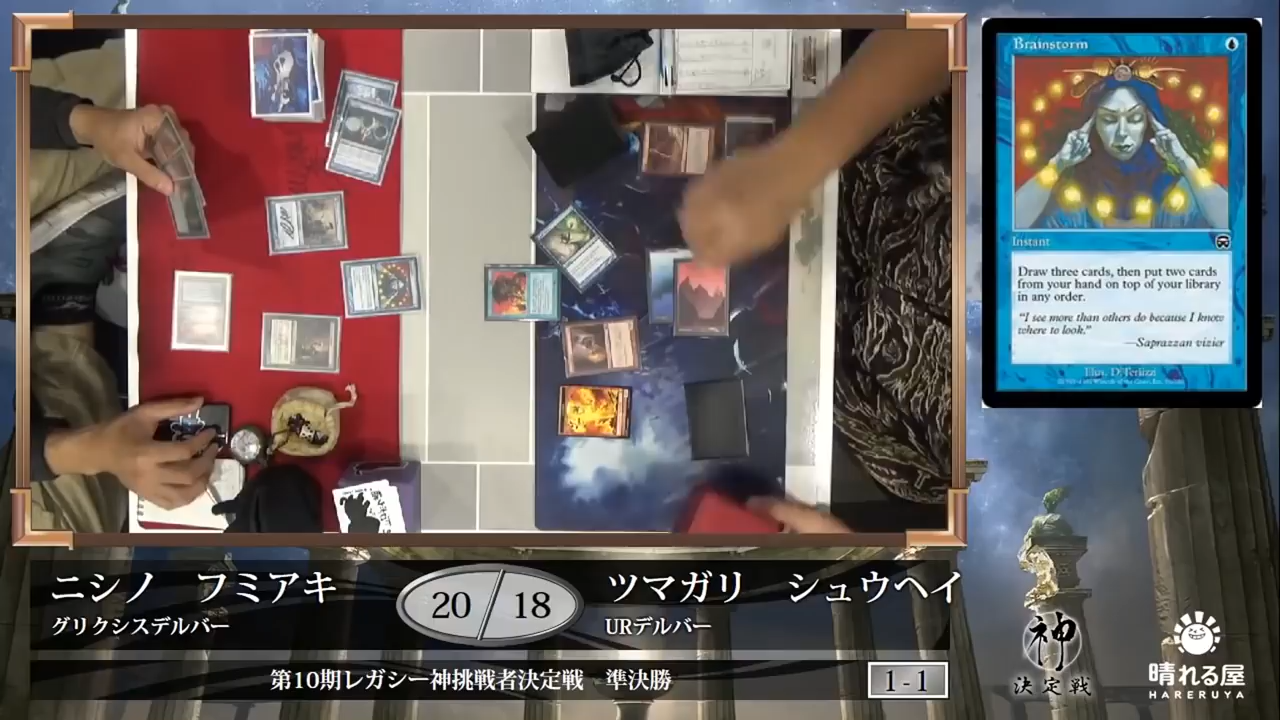 Brainstorm
Instant
Draw three cards, then put two cards
from your hand on top of your library
in any order.
“I see more than others do because I know
where to look.”
—Saprazzan vizier
Illus. D'Terlizzi
ニシノ フミアキ
グリクシスデルバー
20 / 18
ツマガリ シュウヘイ
URデルバー
第10期レガシー神挑戦者決定戦 準決勝
1-1
神
決定戦
晴れる屋
HARERUYA